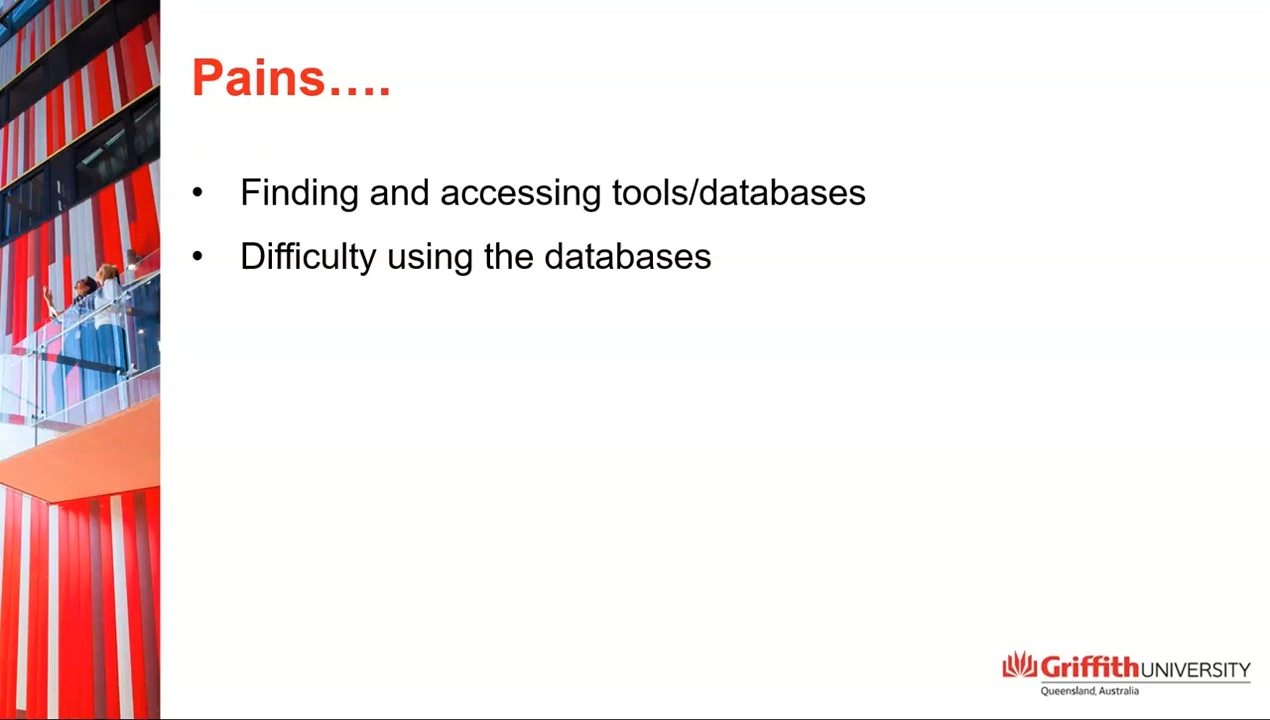 Pains….
• Finding and accessing tools/databases
• Difficulty using the databases
Griffith UNIVERSITY
Queensland, Australia